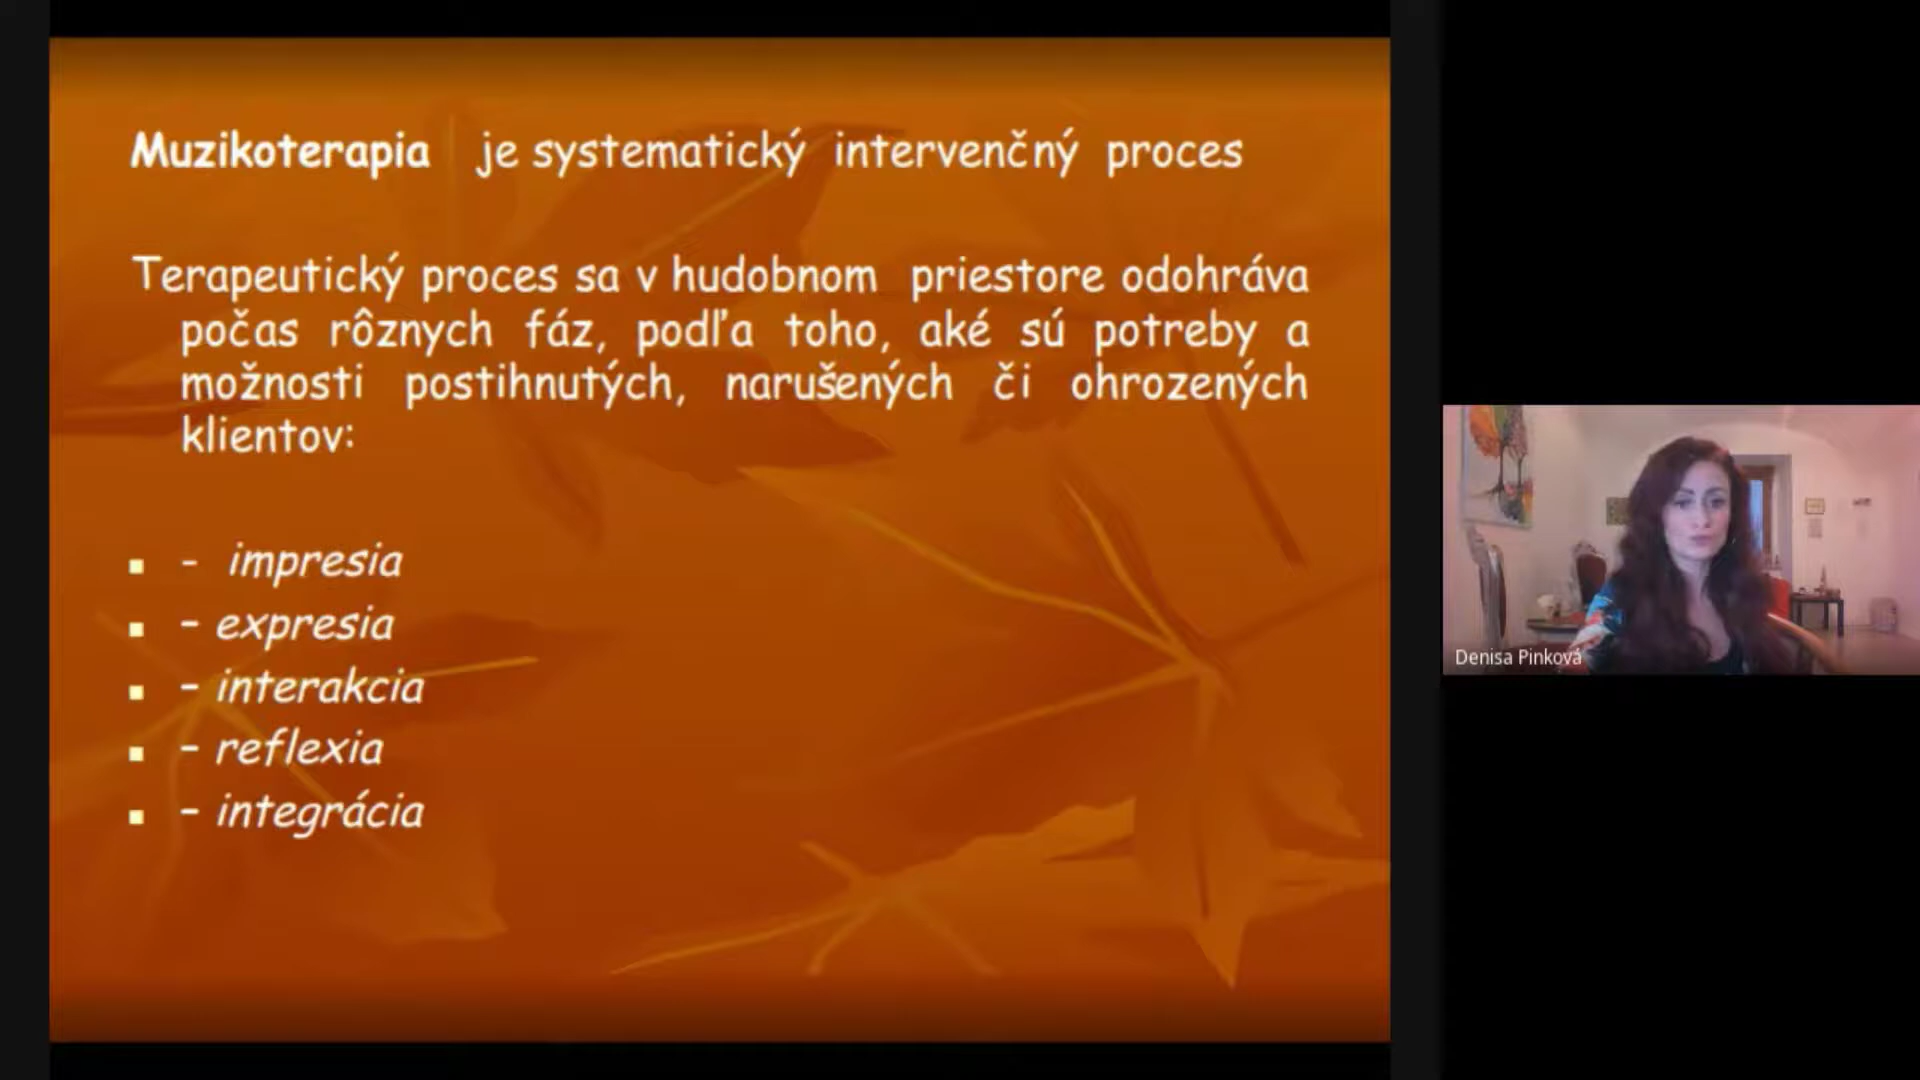 Muzikoterapia je systematický intervenčný proces
Terapeutický proces sa v hudobnom priestore odohráva
počas rôznych fáz, podľa toho, aké sú potreby a
možnosti postihnutých, narušených či ohrozených
klientov:
- impresia
– expresia
– interakcia
– reflexia
– integrácia
Denisa Pinková